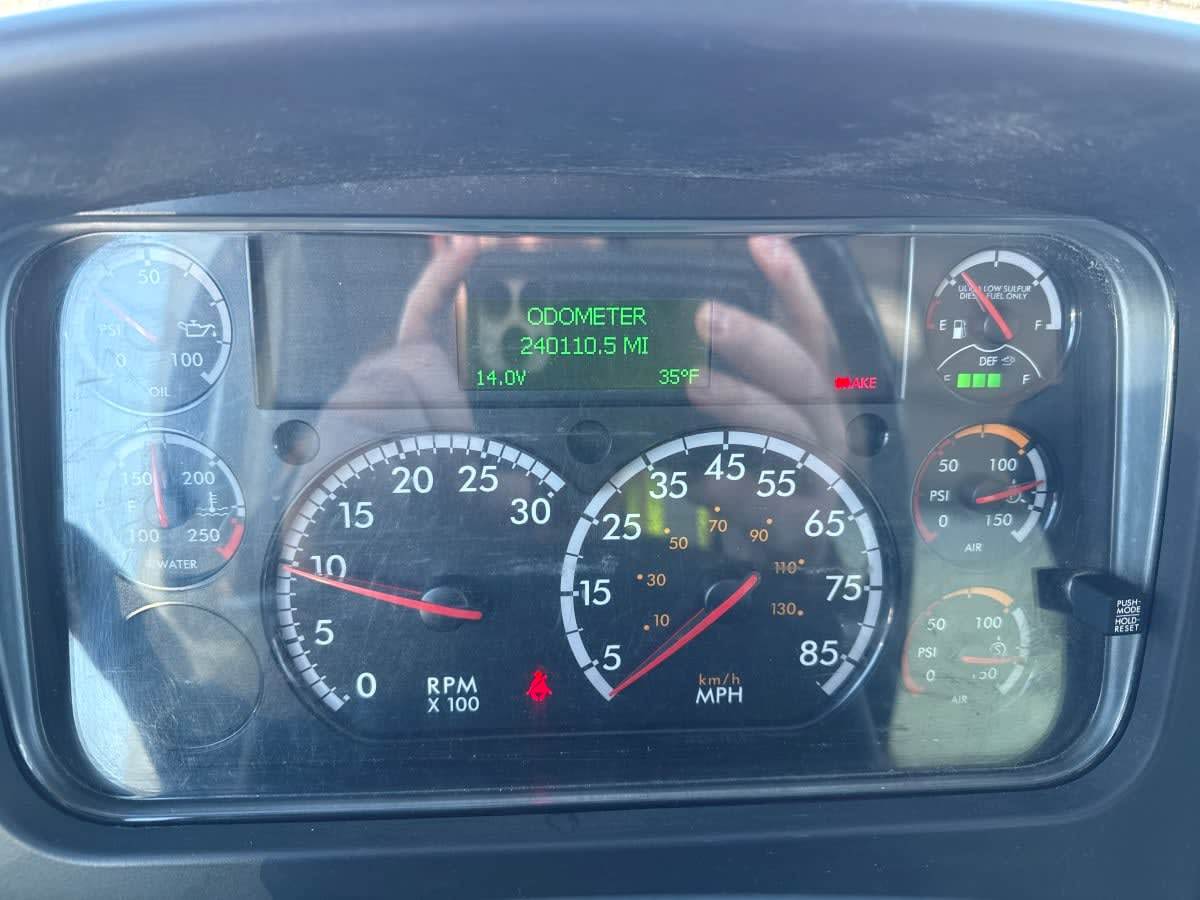 50
PSI
0 100
OIL
150 200
100 250
WATER
ODOMETER
240110.5 MI
14.0V 35°F
BRAKE
ULTRA LOW SULFUR
DIESEL FUEL ONLY
E F
DEF
F
50 100
PSI
0 150
AIR
50 100
PSI
0 150
AIR
0 5 10 15 20 25 30
RPM
X 100
5 15 25 35 45 55 65 75 85
10 30 50 70 90 110 130
km/h
MPH
PUSH-
MODE
HOLD-
RESET